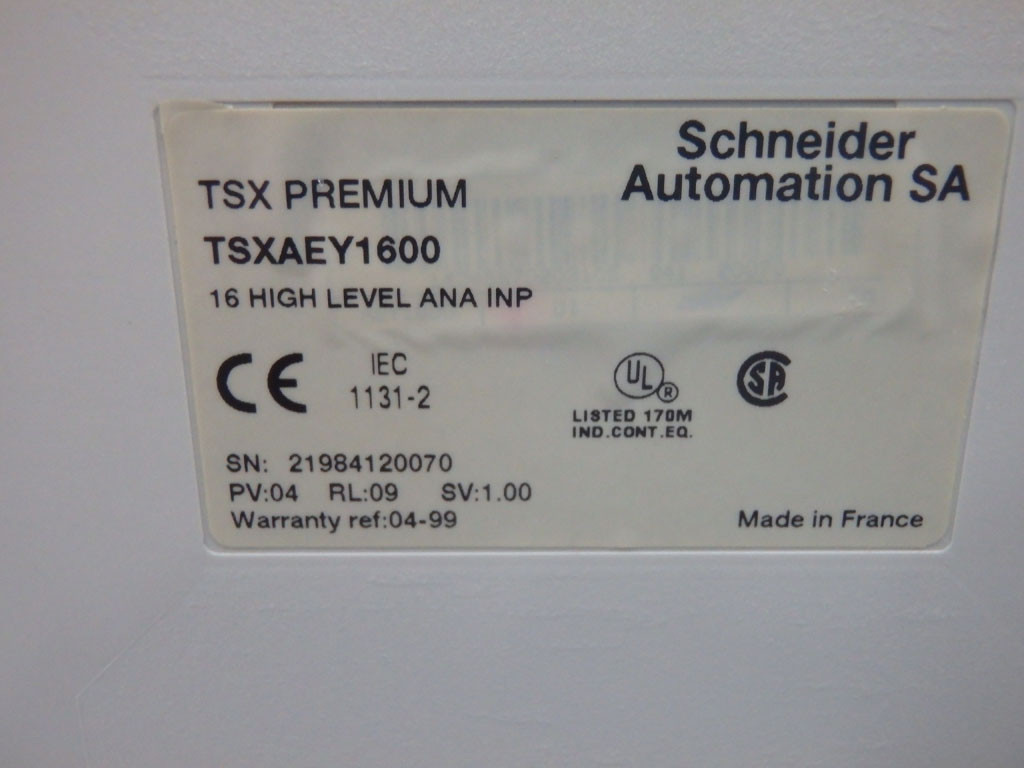 Schneider
Automation SA
TSX PREMIUM
TSXAEY1600
16 HIGH LEVEL ANA INP
CE
IEC
1131-2
UL ®
LISTED 170M
IND.CONT.EQ.
SA
SN: 21984120070
PV:04 RL:09 SV:1.00
Warranty ref:04-99
Made in France